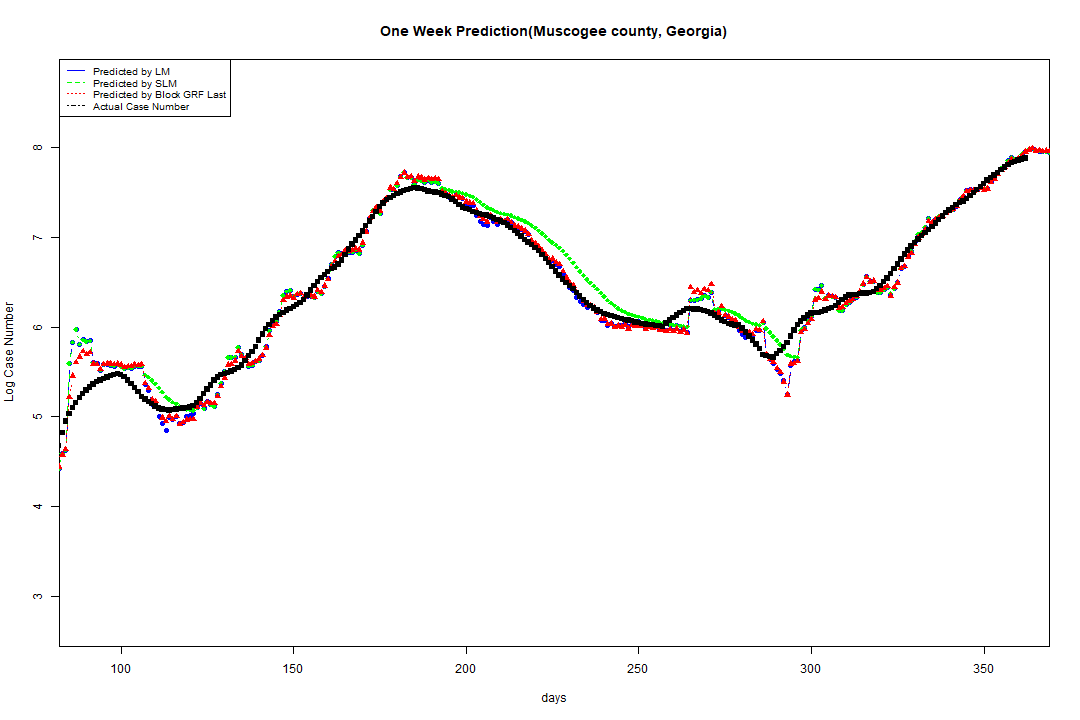 One Week Prediction(Muscogee county, Georgia)
Predicted by LM
Predicted by SLM
Predicted by Block GRF Last
Actual Case Number
8
7
6
5
4
3
Log Case Number
100 150 200 250 300 350
days